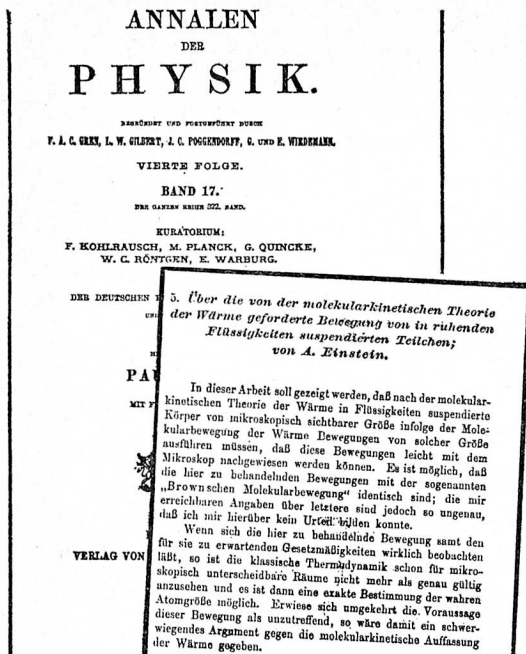 ANNALEN
DER
PHYSIK.
BEGRÜNDET UND FORTGEFÜHRT DURCH
F. A. C. GREN, L. W. GILBERT, J. C. POGGENDORFF, G. UND E. WIEDEMANN.
VIERTE FOLGE.
BAND 17.
DER GANZEN REIHE 322. BAND.
KURATORIUM:
F. KOHLRAUSCH, M. PLANCK, G. QUINCKE,
W. C. RÖNTGEN, E. WARBURG.
DER DEUTSCHEN
PAU
MIT F
VERLAG VON
5. Über die von der molekularkinetischen Theorie
der Wärme geforderte Bewegung von in ruhenden
Flüssigkeiten suspendierten Teilchen;
von A. Einstein.
In dieser Arbeit soll gezeigt werden, daß nach der molekular-
kinetischen Theorie der Wärme in Flüssigkeiten suspendierte
Körper von mikroskopisch sichtbarer Größe infolge der Mole-
kularbewegung der Wärme Bewegungen von solcher Größe
ausführen müssen, daß diese Bewegungen leicht mit dem
Mikroskop nachgewiesen werden können. Es ist möglich, daß
die hier zu behandelnden Bewegungen mit der sogenannten
„Brownschen Molekularbewegung“ identisch sind; die mir
erreichbaren Angaben über letztere sind jedoch so ungenau,
daß ich mir hierüber kein Urteil bilden konnte.
Wenn sich die hier zu behandelnde Bewegung samt den
für sie zu erwartenden Gesetzmäßigkeiten wirklich beobachten
läßt, so ist die klassische Thermodynamik schon für mikro-
skopisch unterscheidbare Räume nicht mehr als genau gültig
anzusehen und es ist dann eine exakte Bestimmung der wahren
Atomgröße möglich. Erwiese sich umgekehrt die Voraussage
dieser Bewegung als unzutreffend, so wäre damit ein schwer-
wiegendes Argument gegen die molekularkinetische Auffassung
der Wärme gegeben.